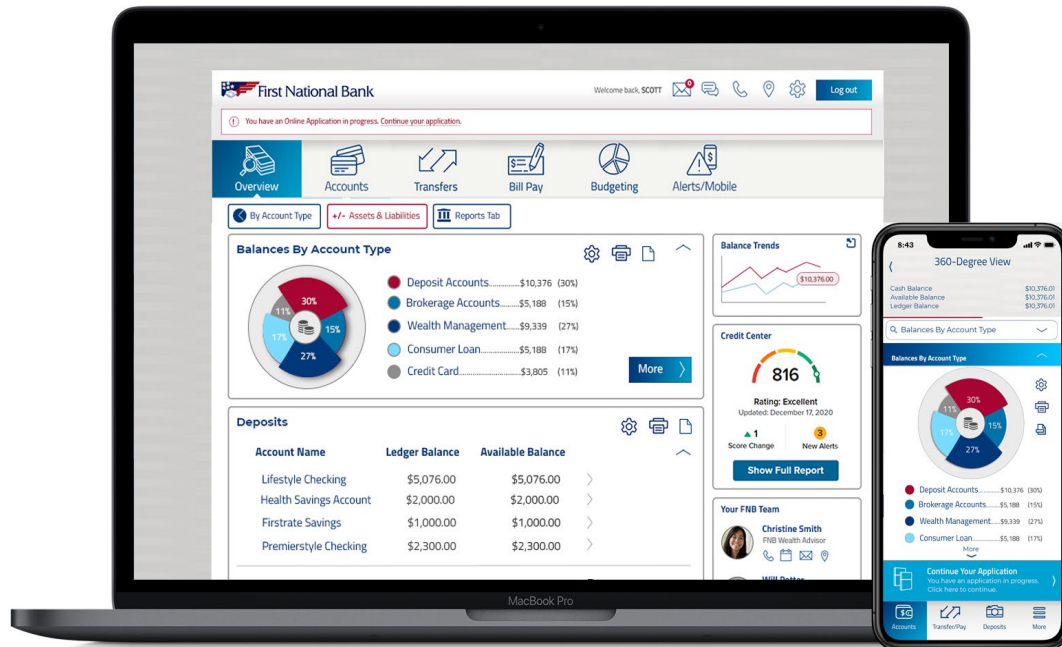 First National Bank
Welcome back, SCOTT
0
Log out
You have an Online Application in progress. Continue your application.
Overview
Accounts
Transfers
Bill Pay
Budgeting
Alerts/Mobile
By Account Type
+/- Assets & Liabilities
Reports Tab
Balances By Account Type
30%
15%
27%
17%
11%
Deposit Accounts..............$10,376 (30%)
Brokerage Accounts.....$5,188 (15%)
Wealth Management.....$9,339 (27%)
Consumer Loan.................$5,188 (17%)
Credit Card..........................$3,805 (11%)
More
Deposits
Account Name Ledger Balance Available Balance
Lifestyle Checking $5,076.00 $5,076.00
Health Savings Account $2,000.00 $2,000.00
Firstrate Savings $1,000.00 $1,000.00
Premierstyle Checking $2,300.00 $2,300.00
Balance Trends
$10,376.00
Credit Center
816
Rating: Excellent
Updated: December 17, 2020
1
Score Change
3
New Alerts
Show Full Report
Your FNB Team
Christine Smith
FNB Wealth Advisor
MacBook Pro
8:43
360-Degree View
Cash Balance $10,376.01
Available Balance $10,376.01
Ledger Balance $10,376.01
Balances By Account Type
Balances By Account Type
30%
15%
27%
17%
11%
Deposit Accounts..........$10,376 (30%)
Brokerage Accounts.....$5,188 (15%)
Wealth Management.....$9,339 (27%)
Consumer Loan.............$5,188 (17%)
More
Continue Your Application
You have an application in progress.
Click here to continue.
Accounts
Transfer/Pay
Deposits
More